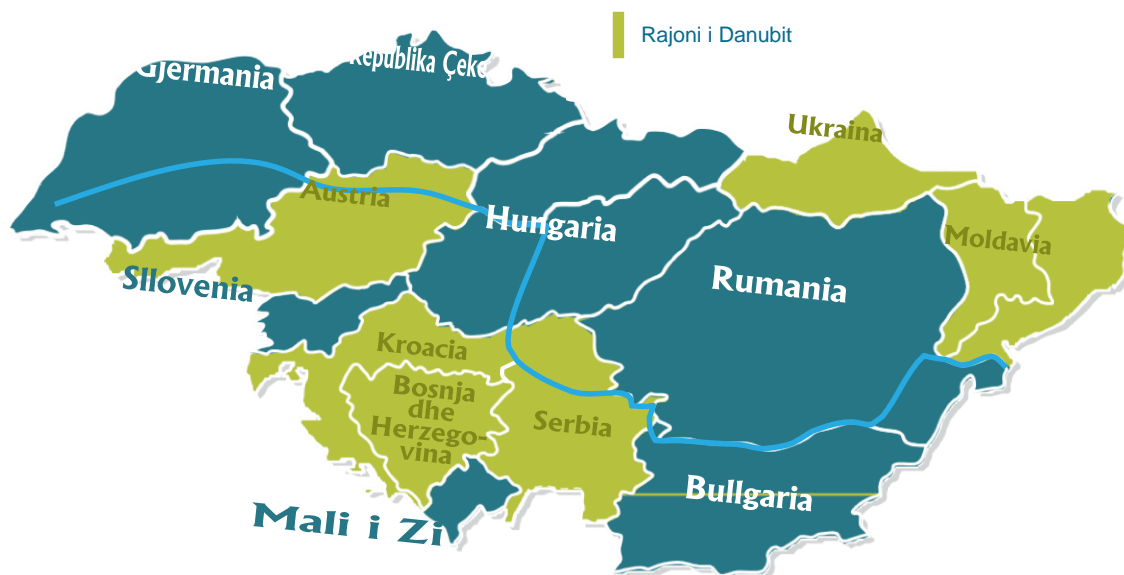 Rajoni i Danubit
Republika Çeke
Gjermania
Ukraina
Austria
Hungaria
Moldavia
Sllovenia
Rumania
Kroacia
Bosnja
dhe
Herzego-
vina
Serbia
Bullgaria
Mali i Zi